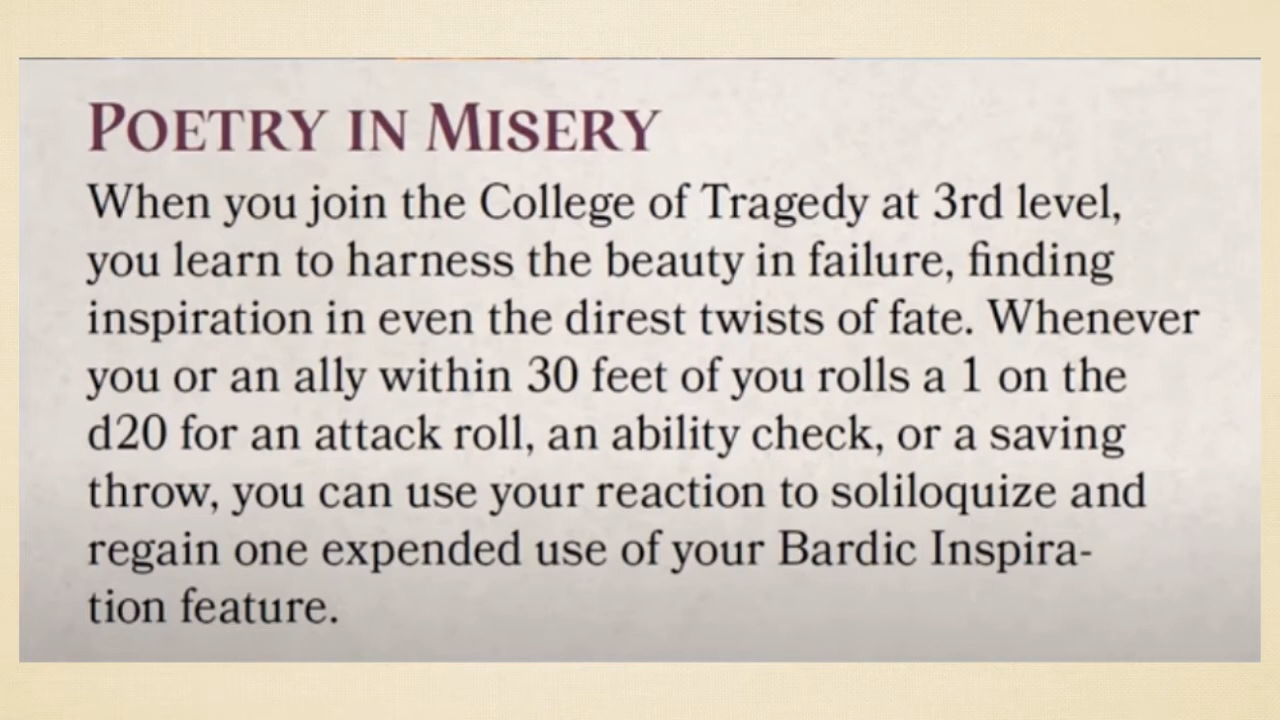 POETRY IN MISERY
When you join the College of Tragedy at 3rd level,
you learn to harness the beauty in failure, finding
inspiration in even the direst twists of fate. Whenever
you or an ally within 30 feet of you rolls a 1 on the
d20 for an attack roll, an ability check, or a saving
throw, you can use your reaction to soliloquize and
regain one expended use of your Bardic Inspira-
tion feature.